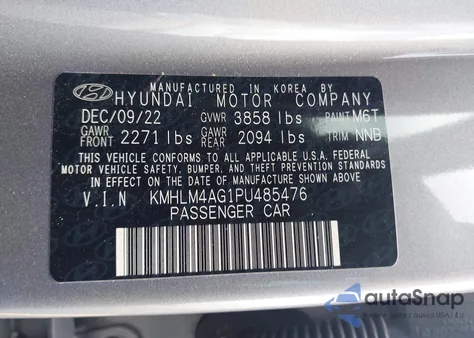 MANUFACTURED IN KOREA BY
HYUNDAI MOTOR COMPANY
DEC/09/22 GVWR 3858 lbs PAINT M6T
GAWR FRONT 2271 lbs GAWR REAR 2094 lbs TRIM NNB
THIS VEHICLE CONFORMS TO ALL APPLICABLE FEDERAL
MOTOR VEHICLE SAFETY, BUMPER, AND THEFT PREVENTION STANDARDS
IN EFFECT ON THE DATE OF MANUFACTURE SHOWN ABOVE.
V.I.N KMHLM4AG1PU485476
PASSENGER CAR
autoSnap